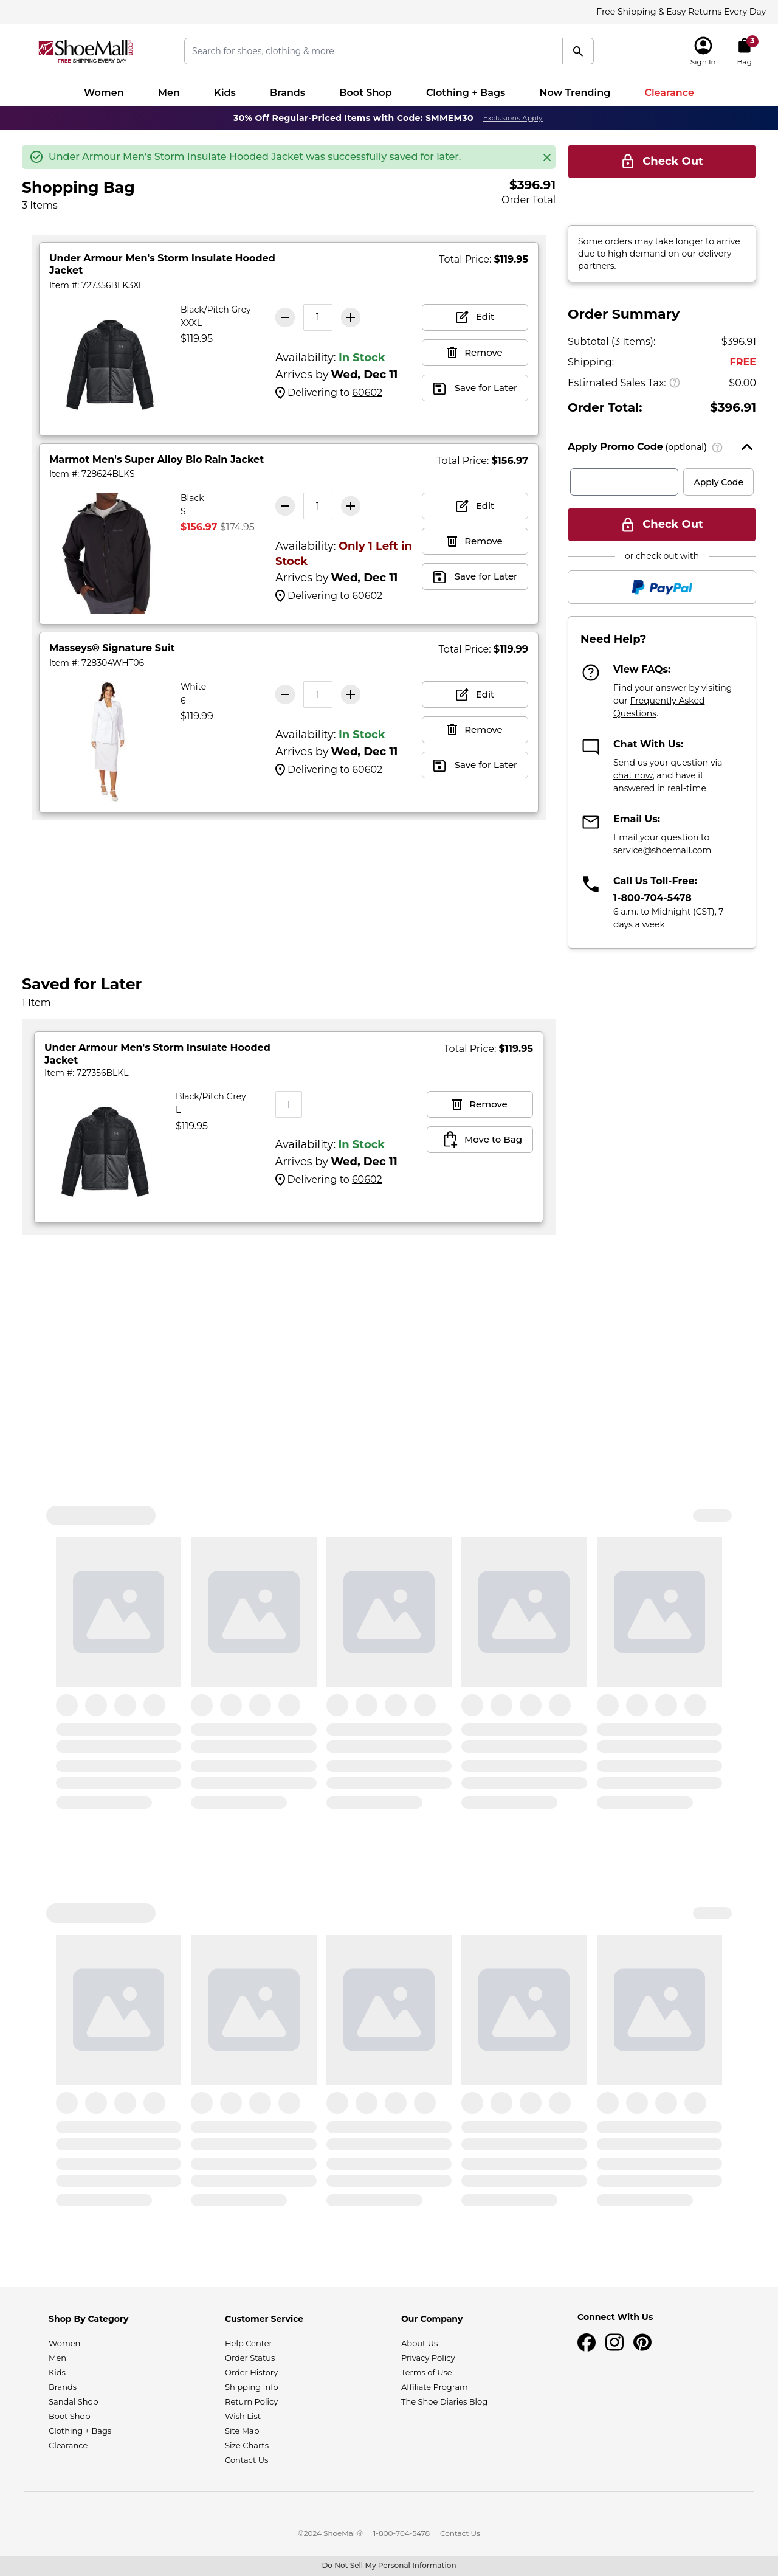 Free Shipping & Easy Returns Every Day
ShoeMall.com
FREE SHIPPING EVERY DAY
Search for shoes, clothing & more
Sign In
3
Bag
Women Men Kids Brands Boot Shop Clothing + Bags Now Trending Clearance
30% Off Regular-Priced Items with Code: SMMEM30 Exclusions Apply
Under Armour Men's Storm Insulate Hooded Jacket was successfully saved for later.
Shopping Bag
3 Items
$396.91
Order Total
Under Armour Men's Storm Insulate Hooded
Jacket
Total Price: $119.95
Item #: 727356BLK3XL
Black/Pitch Grey
XXXL
$119.95
1
Availability: In Stock
Arrives by Wed, Dec 11
Delivering to 60602
Edit
Remove
Save for Later
Marmot Men's Super Alloy Bio Rain Jacket
Total Price: $156.97
Item #: 728624BLKS
Black
S
$156.97 $174.95
1
Availability: Only 1 Left in
Stock
Arrives by Wed, Dec 11
Delivering to 60602
Edit
Remove
Save for Later
Masseys® Signature Suit
Total Price: $119.99
Item #: 728304WHT06
White
6
$119.99
1
Availability: In Stock
Arrives by Wed, Dec 11
Delivering to 60602
Edit
Remove
Save for Later
Check Out
Some orders may take longer to arrive
due to high demand on our delivery
partners.
Order Summary
Subtotal (3 Items): $396.91
Shipping: FREE
Estimated Sales Tax: ? $0.00
Order Total: $396.91
Apply Promo Code (optional) ?
Apply Code
Check Out
or check out with
PayPal
Need Help?
View FAQs:
Find your answer by visiting
our Frequently Asked
Questions.
Chat With Us:
Send us your question via
chat now, and have it
answered in real-time
Email Us:
Email your question to
service@shoemall.com
Call Us Toll-Free:
1-800-704-5478
6 a.m. to Midnight (CST), 7
days a week
Saved for Later
1 Item
Under Armour Men's Storm Insulate Hooded
Jacket
Total Price: $119.95
Item #: 727356BLKL
Black/Pitch Grey
L
$119.95
1
Availability: In Stock
Arrives by Wed, Dec 11
Delivering to 60602
Remove
Move to Bag
Shop By Category
Women
Men
Kids
Brands
Sandal Shop
Boot Shop
Clothing + Bags
Clearance
Customer Service
Help Center
Order Status
Order History
Shipping Info
Return Policy
Wish List
Site Map
Size Charts
Contact Us
Our Company
About Us
Privacy Policy
Terms of Use
Affiliate Program
The Shoe Diaries Blog
Connect With Us
©2024 ShoeMall® 1-800-704-5478 Contact Us
Do Not Sell My Personal Information